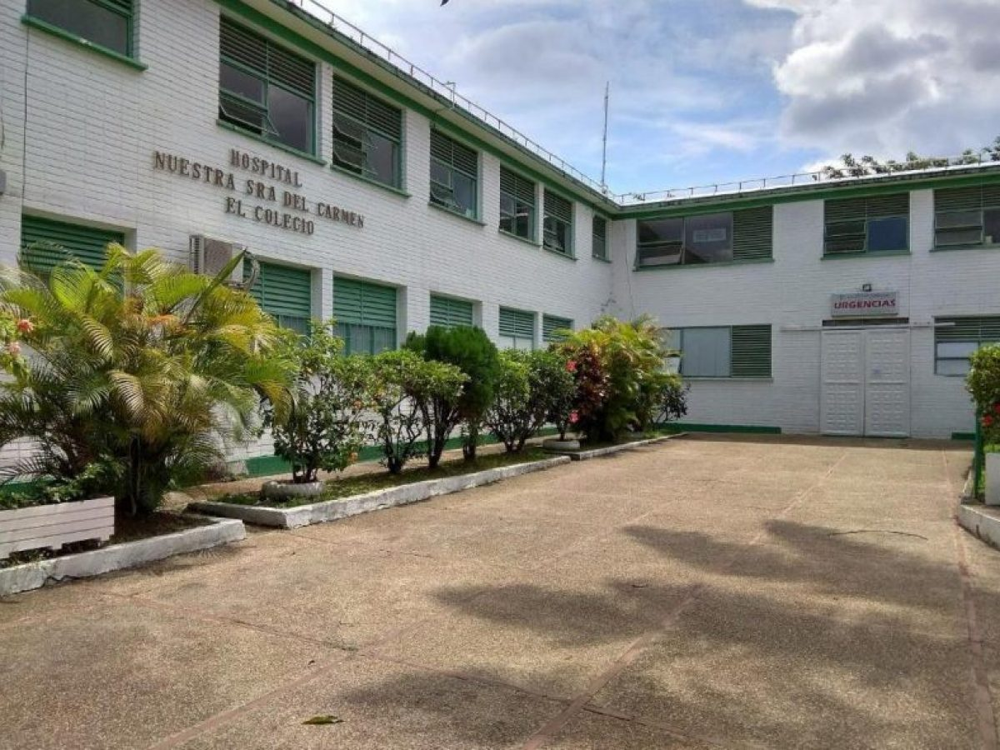 HOSPITAL
NUESTRA SRA DEL CARMEN
EL COLEGIO
URGENCIAS